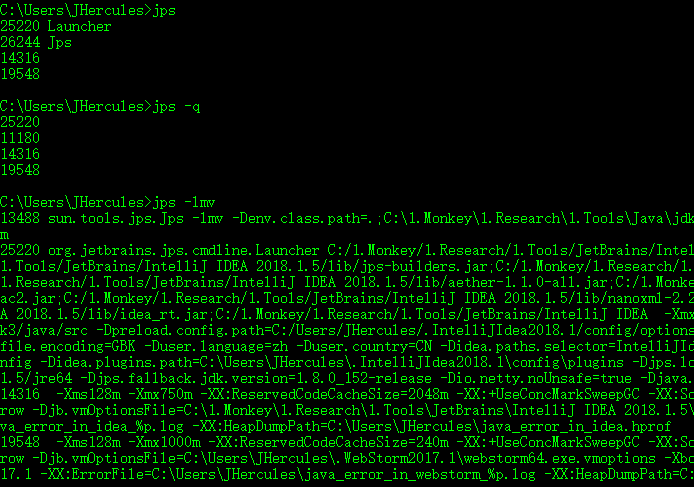 C:\Users\JHercules>jps
25220 Launcher
26244 Jps
14316
19548
C:\Users\JHercules>jps -q
25220
11180
14316
19548
C:\Users\JHercules>jps -lmv
13488 sun.tools.jps.Jps -lmv -Denv.class.path=.;C:\1.Monkey\1.Research\1.Tools\Java\jdk
m
25220 org.jetbrains.jps.cmdline.Launcher C:/1.Monkey/1.Research/1.Tools/JetBrains/Intel
1.Tools/JetBrains/IntelliJ IDEA 2018.1.5/lib/jps-builders.jar;C:/1.Monkey/1.Research/1.
1.Research/1.Tools/JetBrains/IntelliJ IDEA 2018.1.5/lib/aether-1.1.0-all.jar;C:/1.Monke
ac2.jar;C:/1.Monkey/1.Research/1.Tools/JetBrains/IntelliJ IDEA 2018.1.5/lib/nanoxml-2.2
A 2018.1.5/lib/idea_rt.jar;C:/1.Monkey/1.Research/1.Tools/JetBrains/IntelliJ IDEA -Xmx
k3/java/src -Dpreload.config.path=C:/Users/JHercules/.IntelliJIdea2018.1/config/options
file.encoding=GBK -Duser.language=zh -Duser.country=CN -Didea.paths.selector=IntelliJId
nfig -Didea.plugins.path=C:\Users\JHercules\.IntelliJIdea2018.1\config\plugins -Djps.lo
1.5/jre64 -Djps.fallback.jdk.version=1.8.0_152-release -Dio.netty.noUnsafe=true -Djava.
14316 -Xms128m -Xmx750m -XX:ReservedCodeCacheSize=2048m -XX:+UseConcMarkSweepGC -XX:So
row -Djb.vmOptionsFile=C:\1.Monkey\1.Research\1.Tools\JetBrains\IntelliJ IDEA 2018.1.5\
va_error_in_idea_%p.log -XX:HeapDumpPath=C:\Users\JHercules\java_error_in_idea.hprof
19548 -Xms128m -Xmx1000m -XX:ReservedCodeCacheSize=240m -XX:+UseConcMarkSweepGC -XX:So
row -Djb.vmOptionsFile=C:\Users\JHercules\.WebStorm2017.1\webstorm64.exe.vmoptions -Xbo
17.1 -XX:ErrorFile=C:\Users\JHercules\java_error_in_webstorm_%p.log -XX:HeapDumpPath=C: